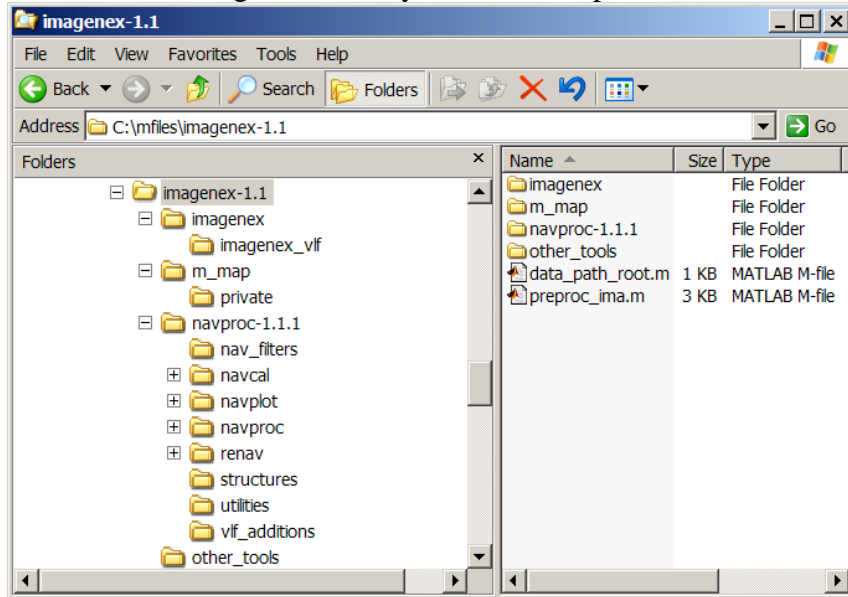 imagenex-1.1
File Edit View Favorites Tools Help
Back Search Folders
Address C:\mfiles\imagenex-1.1 Go
Folders
imagenex-1.1
imagenex
imagenex_vlf
m_map
private
navproc-1.1.1
nav_filters
navcal
navplot
navproc
renav
structures
utilities
vlf_additions
other_tools
Name Size Type
imagenex File Folder
m_map File Folder
navproc-1.1.1 File Folder
other_tools File Folder
data_path_root.m 1 KB MATLAB M-file
preproc_ima.m 3 KB MATLAB M-file